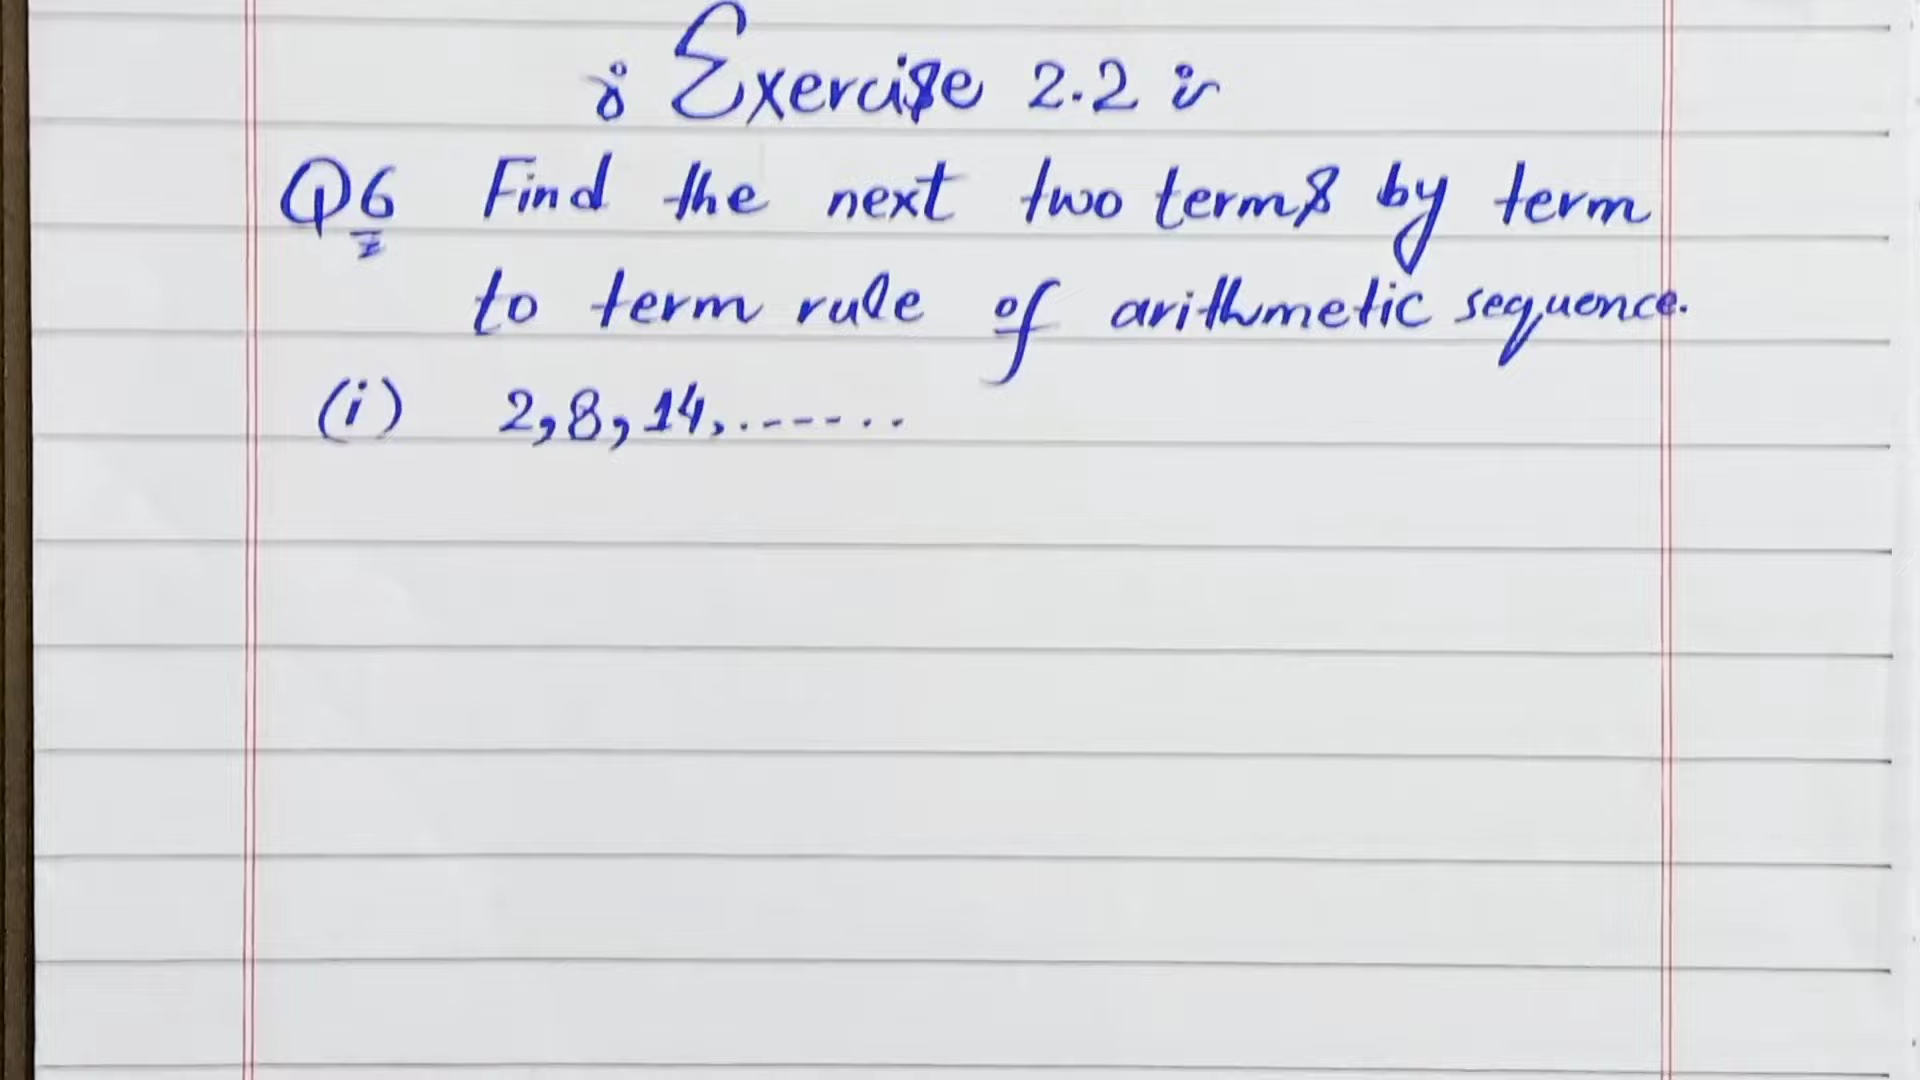 : Exercise 2.2 :
Q6 Find the next two terms by term
to term rule of arithmetic sequence.
(i) 2,8,14,.------..